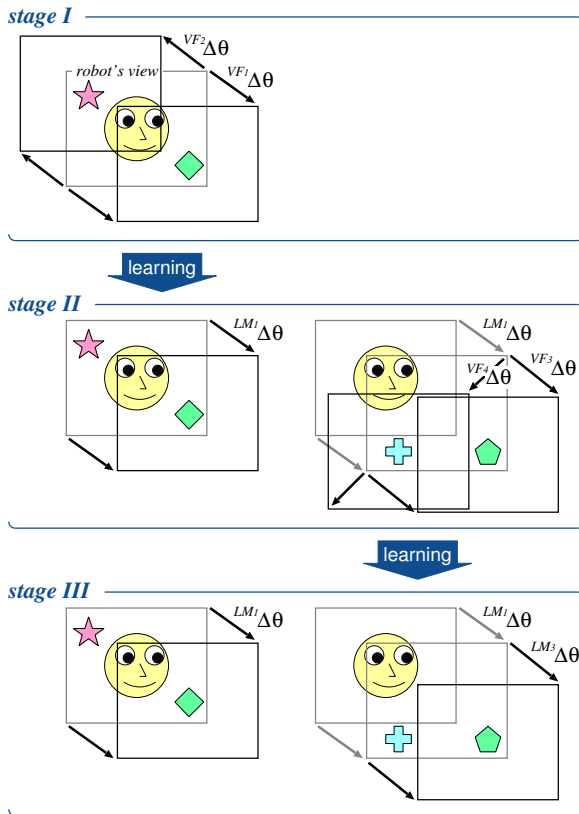 stage I
VF2Δθ
robot's view
VF1Δθ
learning
stage II
LM1Δθ
LM1Δθ
VF3Δθ
VF4Δθ
learning
stage III
LM1Δθ
LM1Δθ
LM3Δθ